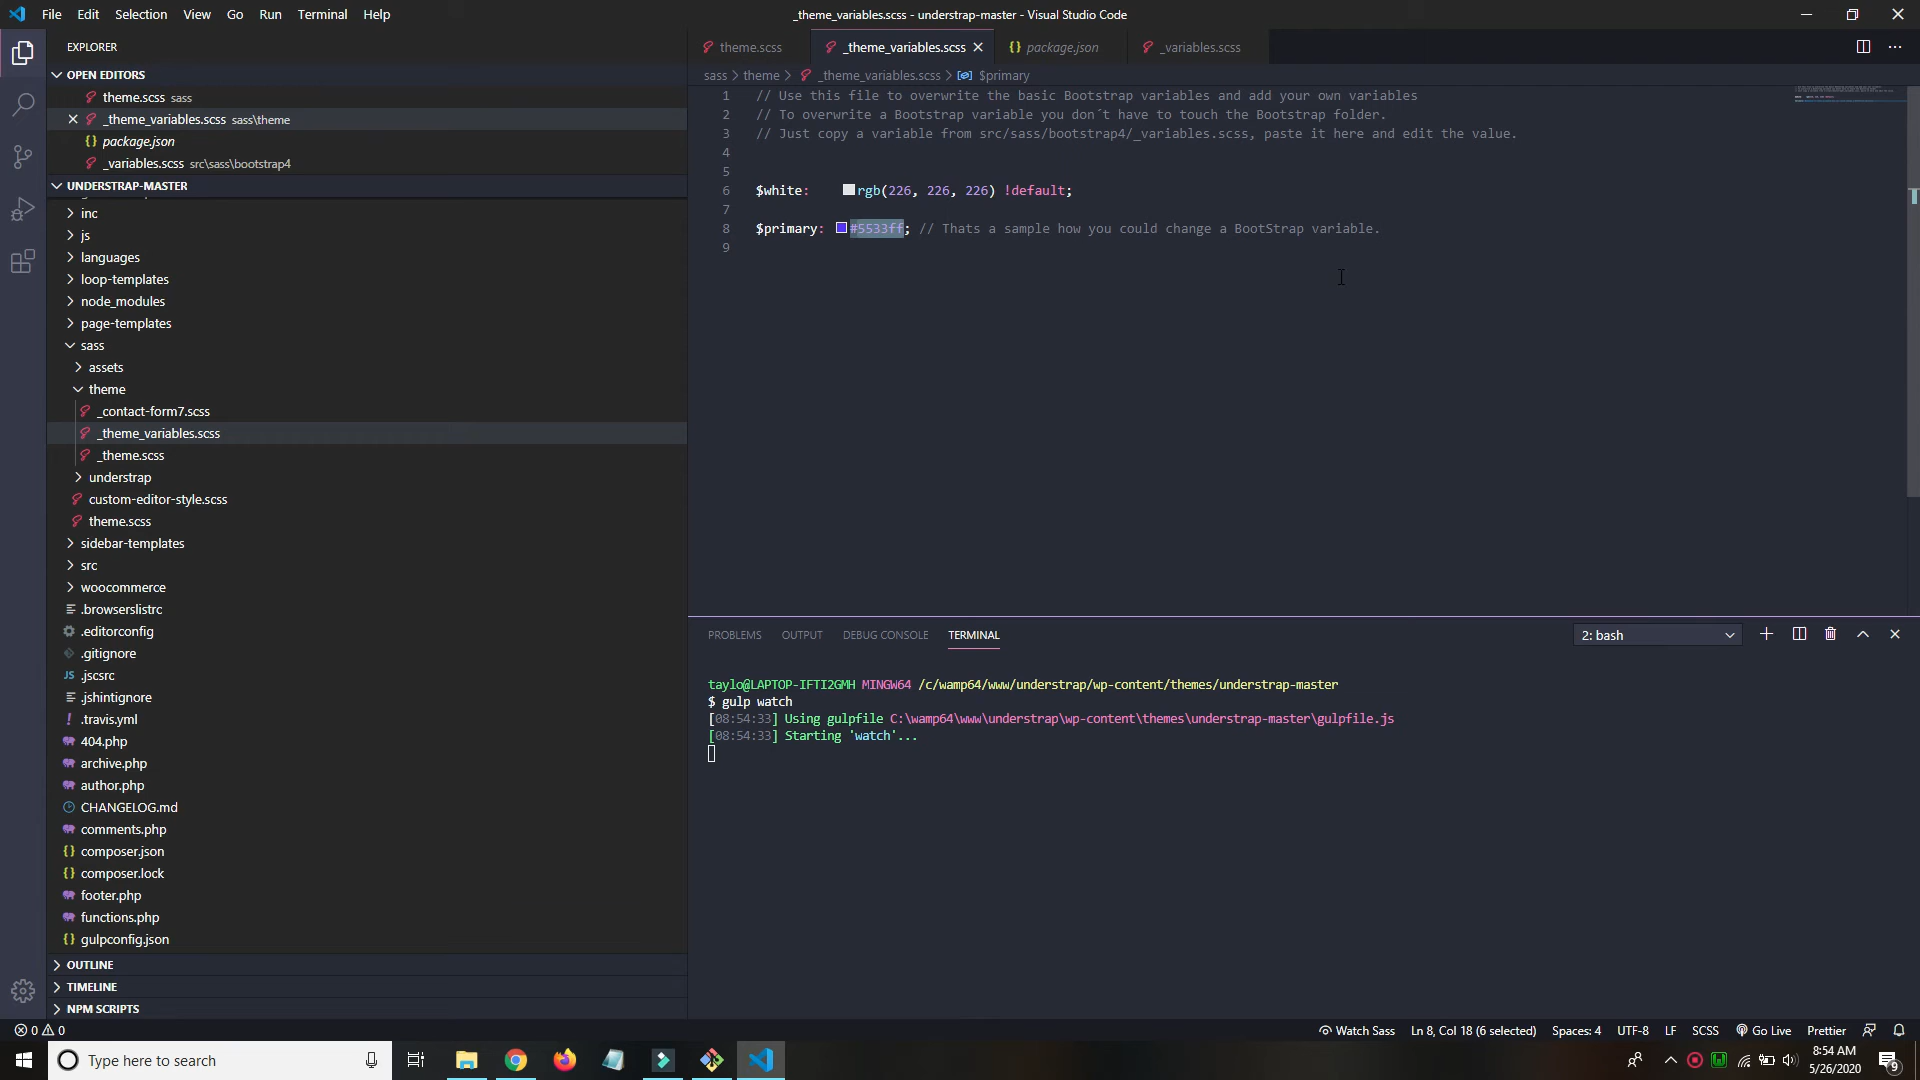 File Edit Selection View Go Run Terminal Help
_theme_variables.scss - understrap-master - Visual Studio Code
EXPLORER
OPEN EDITORS
theme.scss sass
_theme_variables.scss sass\theme
package.json
_variables.scss src\sass\bootstrap4
UNDERSTRAP-MASTER
inc
js
languages
loop-templates
node_modules
page-templates
sass
assets
theme
_contact-form7.scss
_theme_variables.scss
_theme.scss
understrap
custom-editor-style.scss
theme.scss
sidebar-templates
src
woocommerce
.browserslistrc
.editorconfig
.gitignore
JS .jscsrc
.jshintignore
! .travis.yml
404.php
archive.php
author.php
CHANGELOG.md
comments.php
{} composer.json
{} composer.lock
footer.php
functions.php
{} gulpconfig.json
OUTLINE
TIMELINE
NPM SCRIPTS
theme.scss _theme_variables.scss {} package.json _variables.scss
sass > theme > _theme_variables.scss > $primary
1 // Use this file to overwrite the basic Bootstrap variables and add your own variables
2 // To overwrite a Bootstrap variable you don´t have to touch the Bootstrap folder.
3 // Just copy a variable from src/sass/bootstrap4/_variables.scss, paste it here and edit the value.
4
5
6 $white: rgb(226, 226, 226) !default;
7
8 $primary: #5533ff; // Thats a sample how you could change a BootStrap variable.
9
PROBLEMS OUTPUT DEBUG CONSOLE TERMINAL
2: bash
taylo@LAPTOP-IFTI2GMH MINGW64 /c/wamp64/www/understrap/wp-content/themes/understrap-master
$ gulp watch
[08:54:33] Using gulpfile C:\wamp64\www\understrap\wp-content\themes\understrap-master\gulpfile.js
[08:54:33] Starting 'watch'...
0 0
Watch Sass Ln 8, Col 18 (6 selected) Spaces: 4 UTF-8 LF SCSS Go Live Prettier
Type here to search
8:54 AM
5/26/2020
9